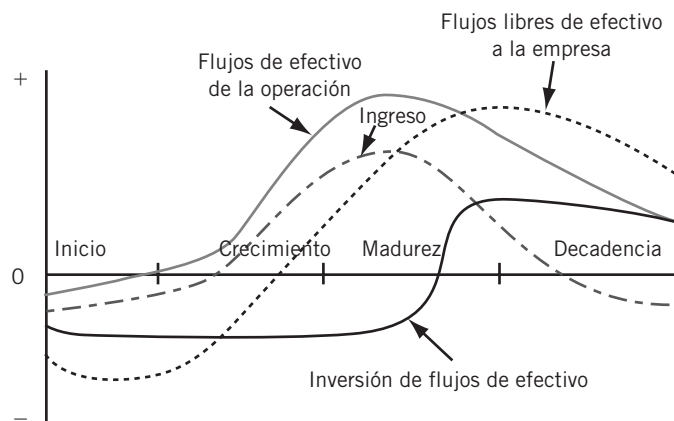 Flujos libres de efectivo
a la empresa
Flujos de efectivo
de la operación
+
Ingreso
Inicio
Crecimiento
Madurez
Decadencia
0
Inversión de flujos de efectivo
–